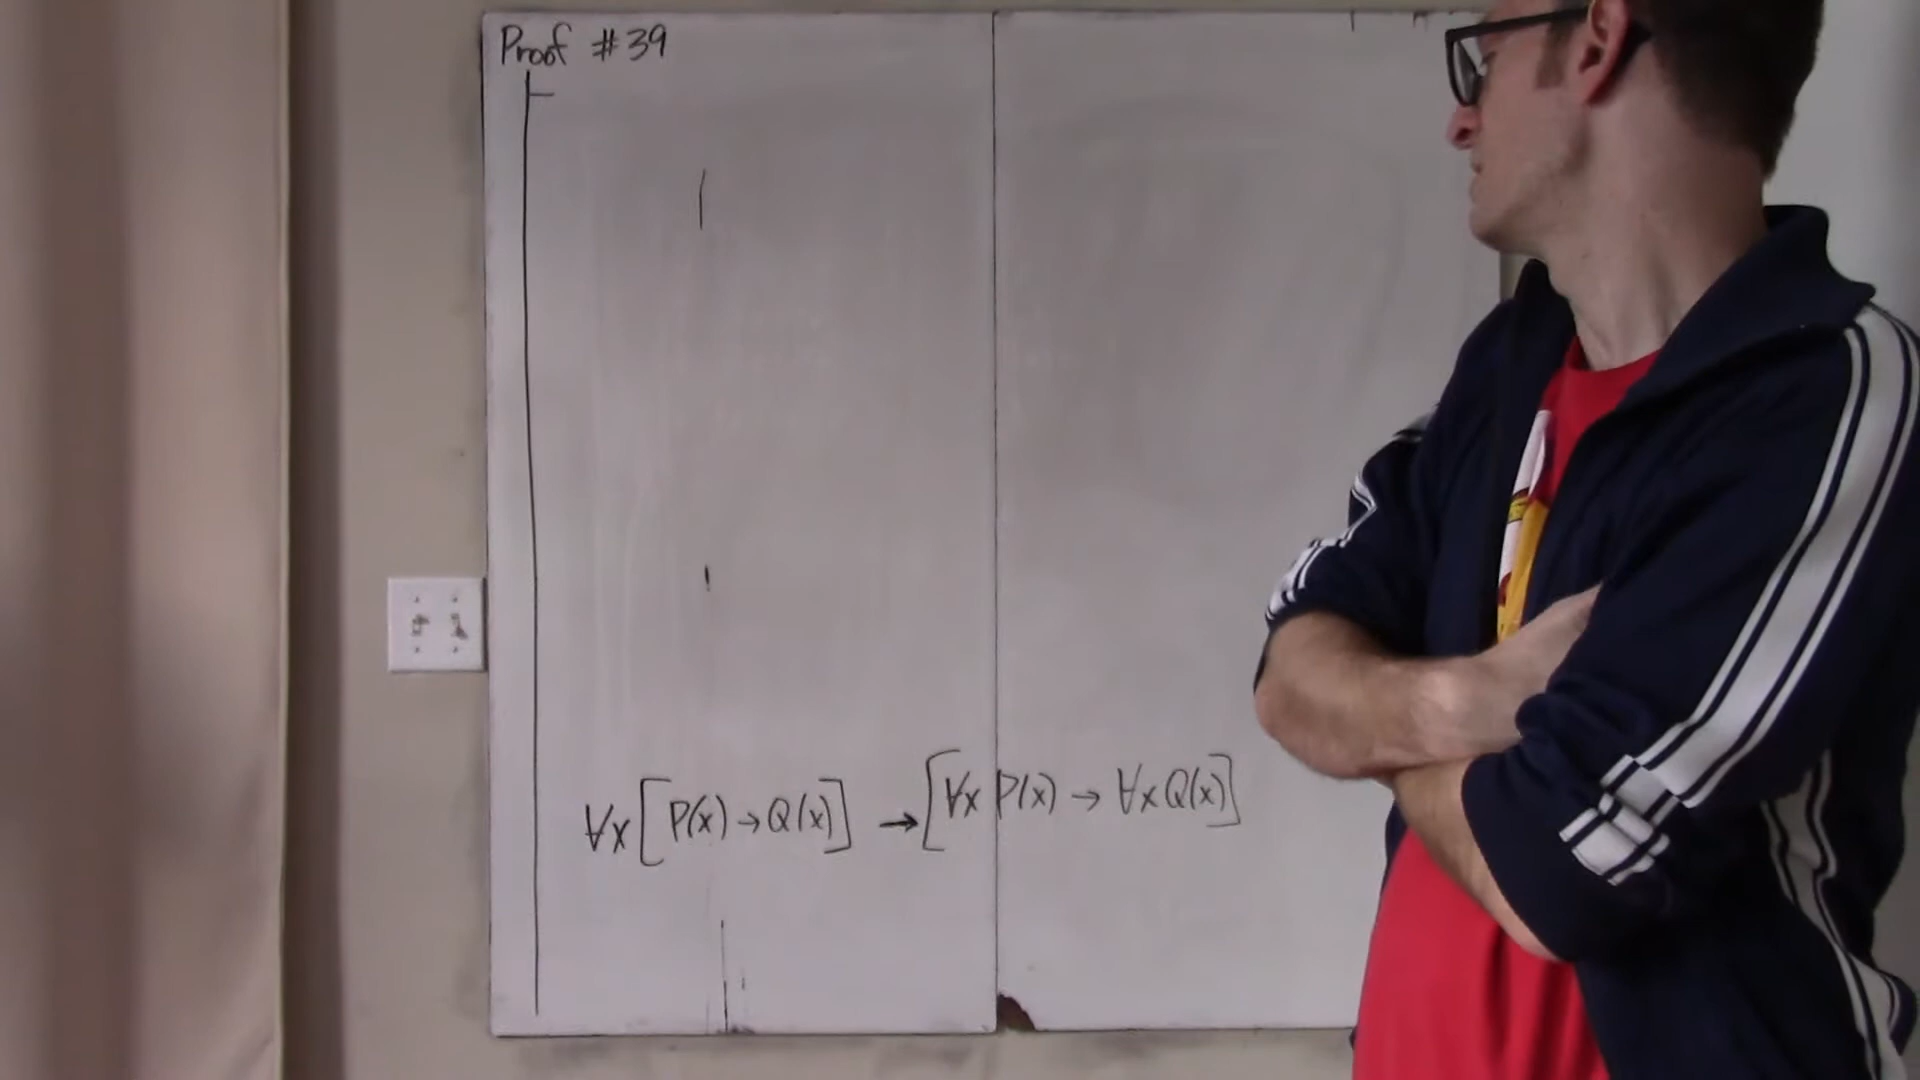 Proof #39
∀x[P(x)→Q(x)] →[∀x P(x) → ∀x Q(x)]